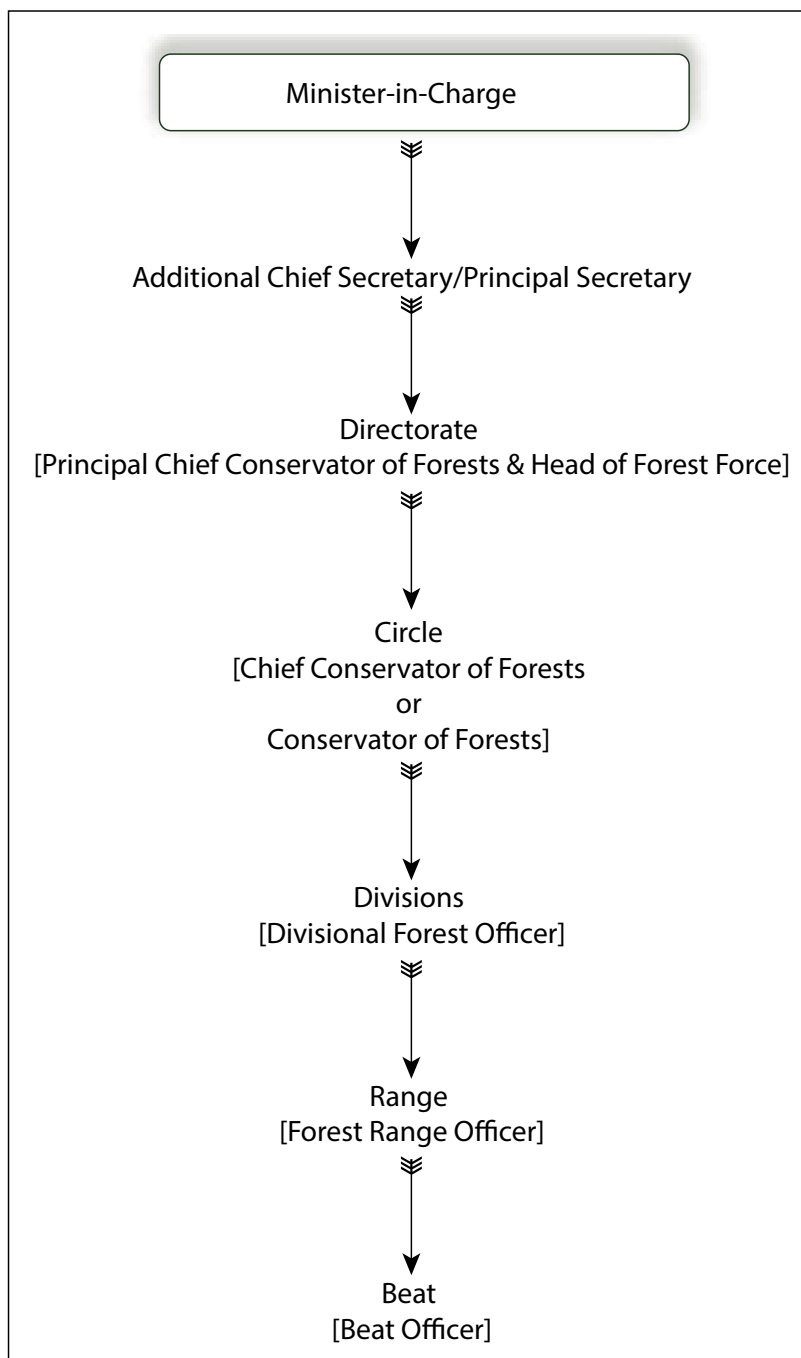 Minister-in-Charge
Additional Chief Secretary/Principal Secretary
Directorate
[Principal Chief Conservator of Forests & Head of Forest Force]
Circle
[Chief Conservator of Forests
or
Conservator of Forests]
Divisions
[Divisional Forest Officer]
Range
[Forest Range Officer]
Beat
[Beat Officer]